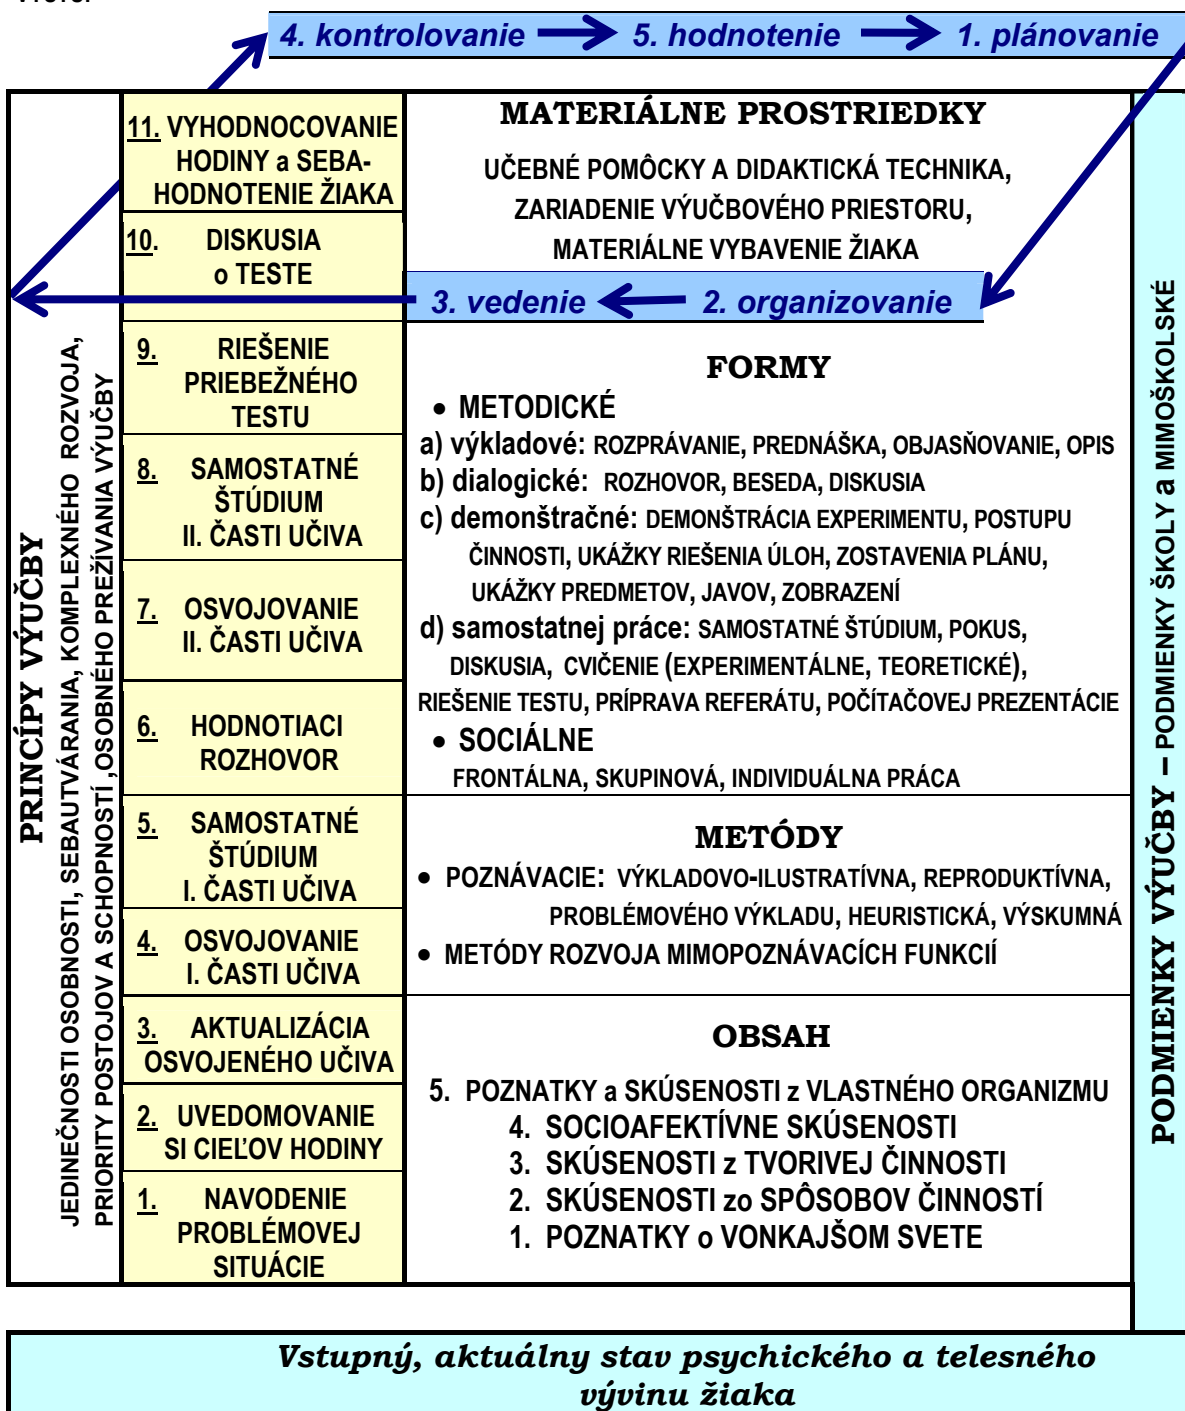 4. kontrolovanie 5. hodnotenie 1. plánovanie
PRINCÍPY VÝUČBY
JEDINEČNOSTI OSOBNOSTI, SEBAUTVÁRANIA, KOMPLEXNÉHO ROZVOJA,
PRIORITY POSTOJOV A SCHOPNOSTÍ ,OSOBNÉHO PREŽÍVANIA VÝUČBY
11. VYHODNOCOVANIE
HODINY a SEBA-
HODNOTENIE ŽIAKA
10. DISKUSIA
o TESTE
9. RIEŠENIE
PRIEBEŽNÉHO
TESTU
8. SAMOSTATNÉ
ŠTÚDIUM
II. ČASTI UČIVA
7. OSVOJOVANIE
II. ČASTI UČIVA
6. HODNOTIACI
ROZHOVOR
5. SAMOSTATNÉ
ŠTÚDIUM
I. ČASTI UČIVA
4. OSVOJOVANIE
I. ČASTI UČIVA
3. AKTUALIZÁCIA
OSVOJENÉHO UČIVA
2. UVEDOMOVANIE
SI CIEĽOV HODINY
1. NAVODENIE
PROBLÉMOVEJ
SITUÁCIE
MATERIÁLNE PROSTRIEDKY
UČEBNÉ POMÔCKY A DIDAKTICKÁ TECHNIKA,
ZARIADENIE VÝUČBOVÉHO PRIESTORU,
MATERIÁLNE VYBAVENIE ŽIAKA
3. vedenie 2. organizovanie
FORMY
• METODICKÉ
a) výkladové: ROZPRÁVANIE, PREDNÁŠKA, OBJASŇOVANIE, OPIS
b) dialogické: ROZHOVOR, BESEDA, DISKUSIA
c) demonštračné: DEMONŠTRÁCIA EXPERIMENTU, POSTUPU
ČINNOSTI, UKÁŽKY RIEŠENIA ÚLOH, ZOSTAVENIA PLÁNU,
UKÁŽKY PREDMETOV, JAVOV, ZOBRAZENÍ
d) samostatnej práce: SAMOSTATNÉ ŠTÚDIUM, POKUS,
DISKUSIA, CVIČENIE (EXPERIMENTÁLNE, TEORETICKÉ),
RIEŠENIE TESTU, PRÍPRAVA REFERÁTU, POČÍTAČOVEJ PREZENTÁCIE
• SOCIÁLNE
FRONTÁLNA, SKUPINOVÁ, INDIVIDUÁLNA PRÁCA
METÓDY
• POZNÁVACIE: VÝKLADOVO-ILUSTRATÍVNA, REPRODUKTÍVNA,
PROBLÉMOVÉHO VÝKLADU, HEURISTICKÁ, VÝSKUMNÁ
• METÓDY ROZVOJA MIMOPOZNÁVACÍCH FUNKCIÍ
OBSAH
5. POZNATKY a SKÚSENOSTI z VLASTNÉHO ORGANIZMU
4. SOCIOAFEKTÍVNE SKÚSENOSTI
3. SKÚSENOSTI z TVORIVEJ ČINNOSTI
2. SKÚSENOSTI zo SPÔSOBOV ČINNOSTÍ
1. POZNATKY o VONKAJŠOM SVETE
PODMIENKY VÝUČBY – PODMIENKY ŠKOLY a MIMOŠKOLSKÉ
Vstupný, aktuálny stav psychického a telesného
vývinu žiaka